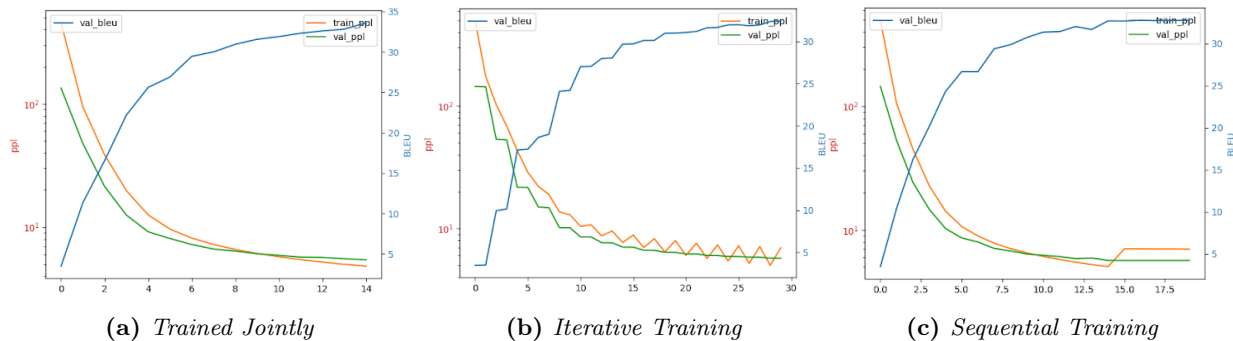 val_bleu
train_ppl
val_ppl
35
30
25
20
15
10
5
BLEU
10²
10¹
ppl
0 2 4 6 8 10 12 14
(a) Trained Jointly
val_bleu
train_ppl
val_ppl
30
25
20
15
10
5
BLEU
10²
10¹
ppl
0 5 10 15 20 25 30
(b) Iterative Training
val_bleu
train_ppl
val_ppl
30
25
20
15
10
5
BLEU
10²
10¹
ppl
0.0 2.5 5.0 7.5 10.0 12.5 15.0 17.5
(c) Sequential Training